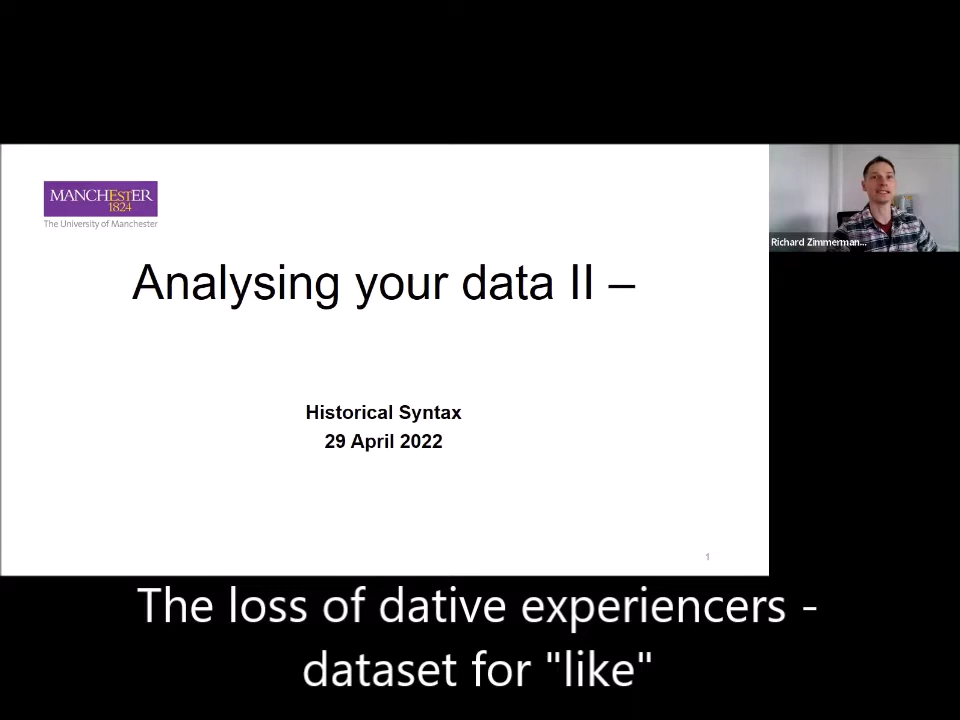 MANCHESTER
1824
The University of Manchester
Richard Zimmerman...
Analysing your data II –
Historical Syntax
29 April 2022
1
The loss of dative experiencers -
dataset for "like"